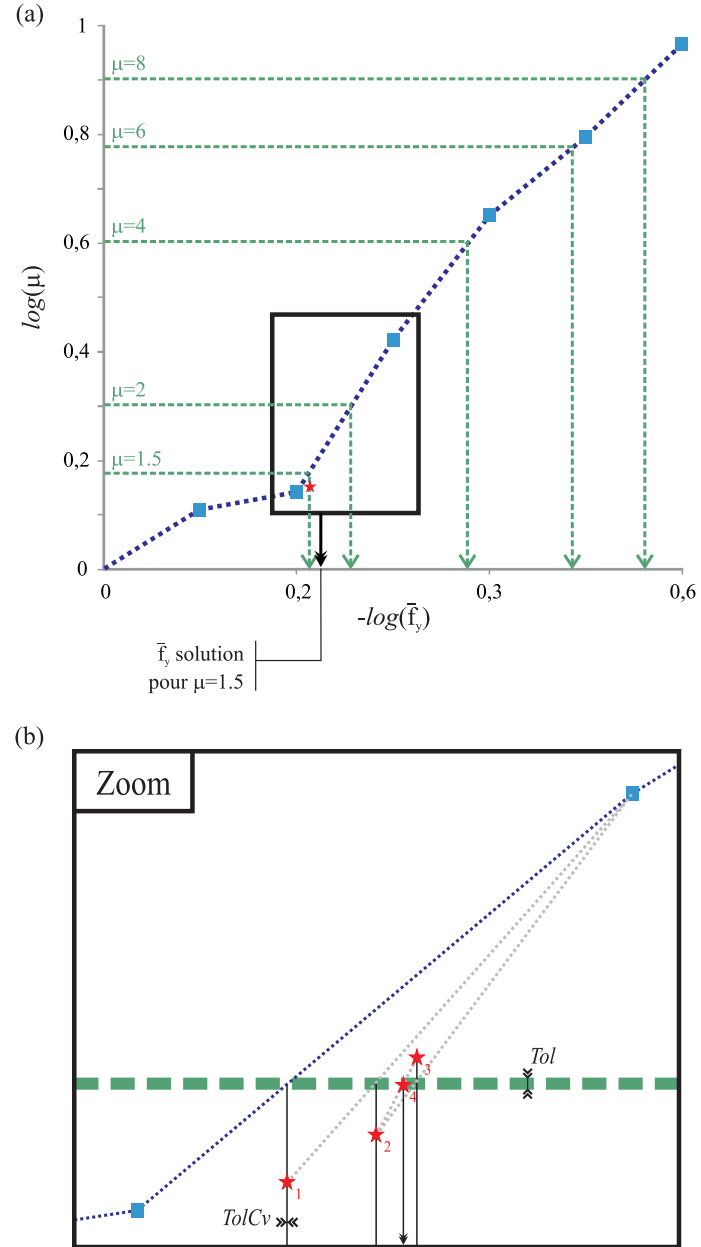 (a)
1
μ=8
0,8
μ=6
log(μ)
0,6
μ=4
0,4
μ=2
0,2
μ=1.5
0
0 0,2 0,3 0,6
-log(f̄y)
f̄y solution
pour μ=1.5
(b)
Zoom
Tol
3
4
2
1
TolCv